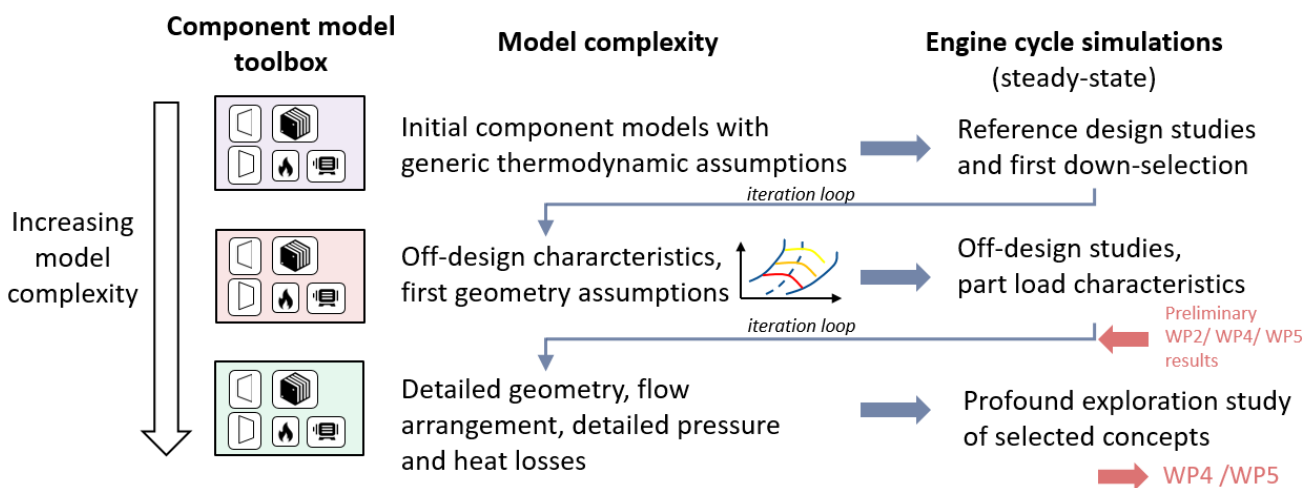 Component model
toolbox
Model complexity
Engine cycle simulations
(steady-state)
Increasing
model
complexity
Initial component models with
generic thermodynamic assumptions
Reference design studies
and first down-selection
iteration loop
Off-design chararcteristics,
first geometry assumptions
Off-design studies,
part load characteristics
iteration loop
Preliminary
WP2/ WP4/ WP5
results
Detailed geometry, flow
arrangement, detailed pressure
and heat losses
Profound exploration study
of selected concepts
WP4 /WP5